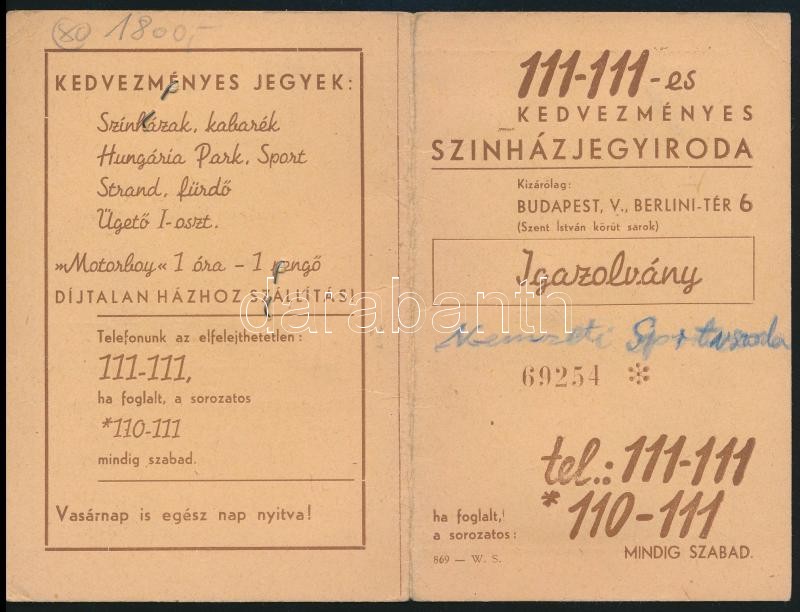 80 1800,-
KEDVEZMÉNYES JEGYEK:
Színházak, kabarék
Hungária Park, Sport
Strand, fürdő
Ügető I-oszt.
»Motorboy« 1 óra – 1 pengő
DÍJTALAN HÁZHOZ SZÁLLÍTÁS!
Telefonunk az elfelejthetetlen:
111-111,
ha foglalt, a sorozatos
*110-111
mindig szabad.
Vasárnap is egész nap nyitva!
111-111-es
KEDVEZMÉNYES
SZINHÁZJEGYIRODA
Kizárólag:
BUDAPEST, V., BERLINI-TÉR 6
(Szent István körút sarok)
Igazolvány
Nemzeti Sportuszoda
69254 *
tel.: 111-111
ha foglalt,!
a sorozatos: *110-111
869 — W. S.
MINDIG SZABAD.
darabanth